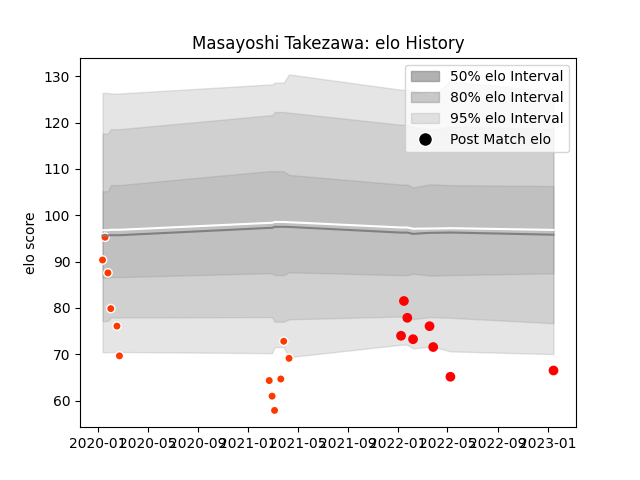 Masayoshi Takezawa: elo History
130
120
110
100
90
80
70
60
elo score
50% elo Interval
80% elo Interval
95% elo Interval
Post Match elo
2020-01 2020-05 2020-09 2021-01 2021-05 2021-09 2022-01 2022-05 2022-09 2023-01